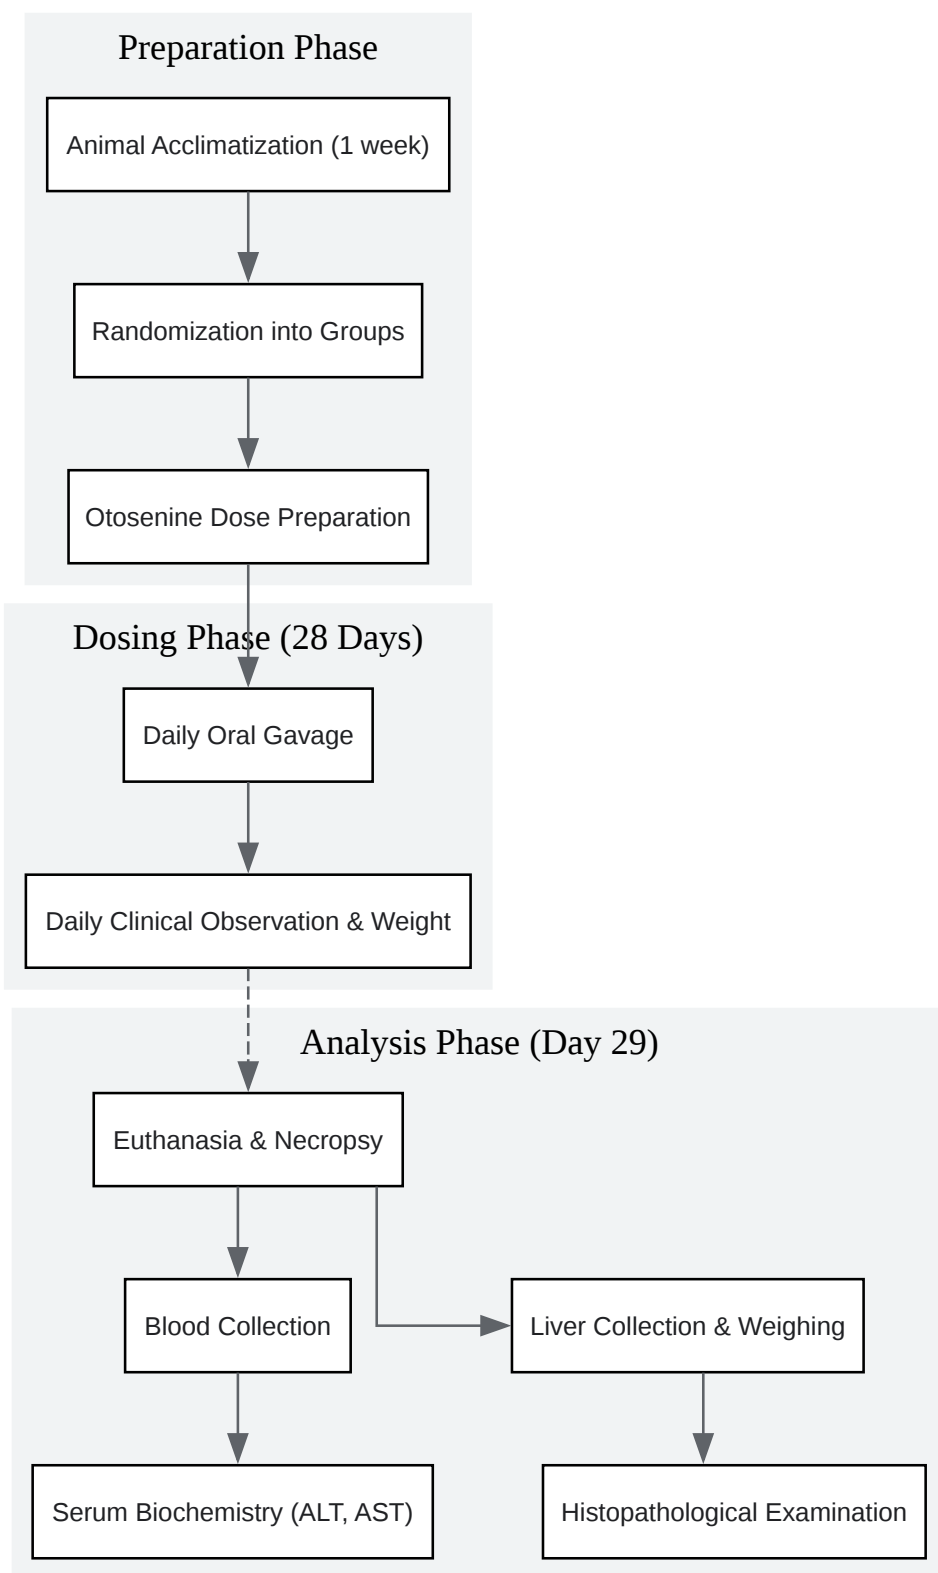 Preparation Phase
Animal Acclimatization (1 week)
Randomization into Groups
Otosenine Dose Preparation
Dosing Phase (28 Days)
Daily Oral Gavage
Daily Clinical Observation & Weight
Analysis Phase (Day 29)
Euthanasia & Necropsy
Blood Collection
Liver Collection & Weighing
Serum Biochemistry (ALT, AST)
Histopathological Examination